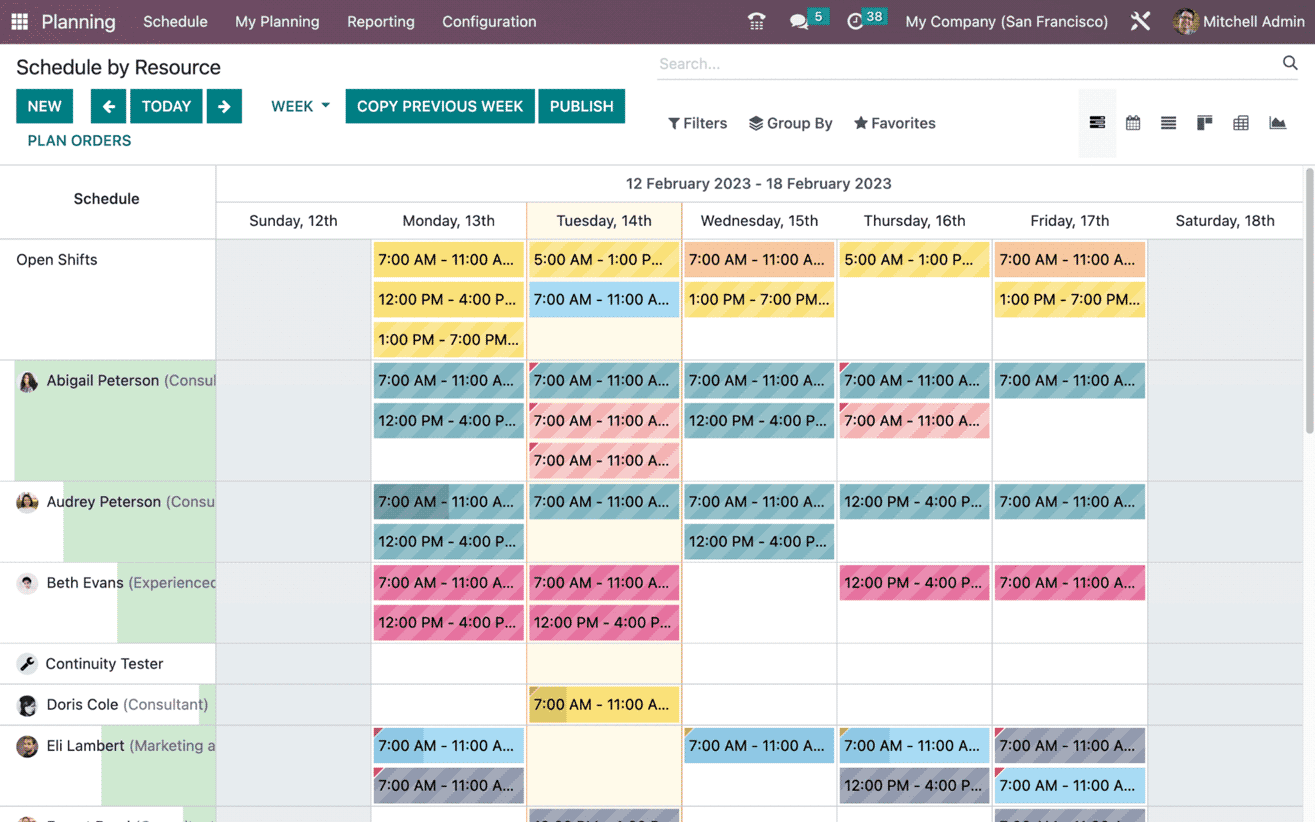 Planning Schedule My Planning Reporting Configuration 5 38 My Company (San Francisco) Mitchell Admin
Schedule by Resource
Search...
NEW TODAY WEEK COPY PREVIOUS WEEK PUBLISH
Filters Group By Favorites
PLAN ORDERS
Schedule
12 February 2023 - 18 February 2023
Sunday, 12th Monday, 13th Tuesday, 14th Wednesday, 15th Thursday, 16th Friday, 17th Saturday, 18th
Open Shifts
7:00 AM - 11:00 A... 5:00 AM - 1:00 P... 7:00 AM - 11:00 A... 5:00 AM - 1:00 P... 7:00 AM - 11:00 A...
12:00 PM - 4:00 P... 7:00 AM - 11:00 A... 1:00 PM - 7:00 PM... 1:00 PM - 7:00 PM...
1:00 PM - 7:00 PM...
Abigail Peterson (Consul
7:00 AM - 11:00 A... 7:00 AM - 11:00 A... 7:00 AM - 11:00 A... 7:00 AM - 11:00 A... 7:00 AM - 11:00 A...
12:00 PM - 4:00 P... 7:00 AM - 11:00 A... 12:00 PM - 4:00 P... 7:00 AM - 11:00 A...
7:00 AM - 11:00 A...
Audrey Peterson (Consu
7:00 AM - 11:00 A... 7:00 AM - 11:00 A... 7:00 AM - 11:00 A... 12:00 PM - 4:00 P... 7:00 AM - 11:00 A...
12:00 PM - 4:00 P... 12:00 PM - 4:00 P...
Beth Evans (Experienced
7:00 AM - 11:00 A... 7:00 AM - 11:00 A... 12:00 PM - 4:00 P... 7:00 AM - 11:00 A...
12:00 PM - 4:00 P... 12:00 PM - 4:00 P...
Continuity Tester
Doris Cole (Consultant)
7:00 AM - 11:00 A...
Eli Lambert (Marketing a
7:00 AM - 11:00 A... 7:00 AM - 11:00 A... 7:00 AM - 11:00 A... 7:00 AM - 11:00 A...
7:00 AM - 11:00 A... 12:00 PM - 4:00 P... 7:00 AM - 11:00 A...